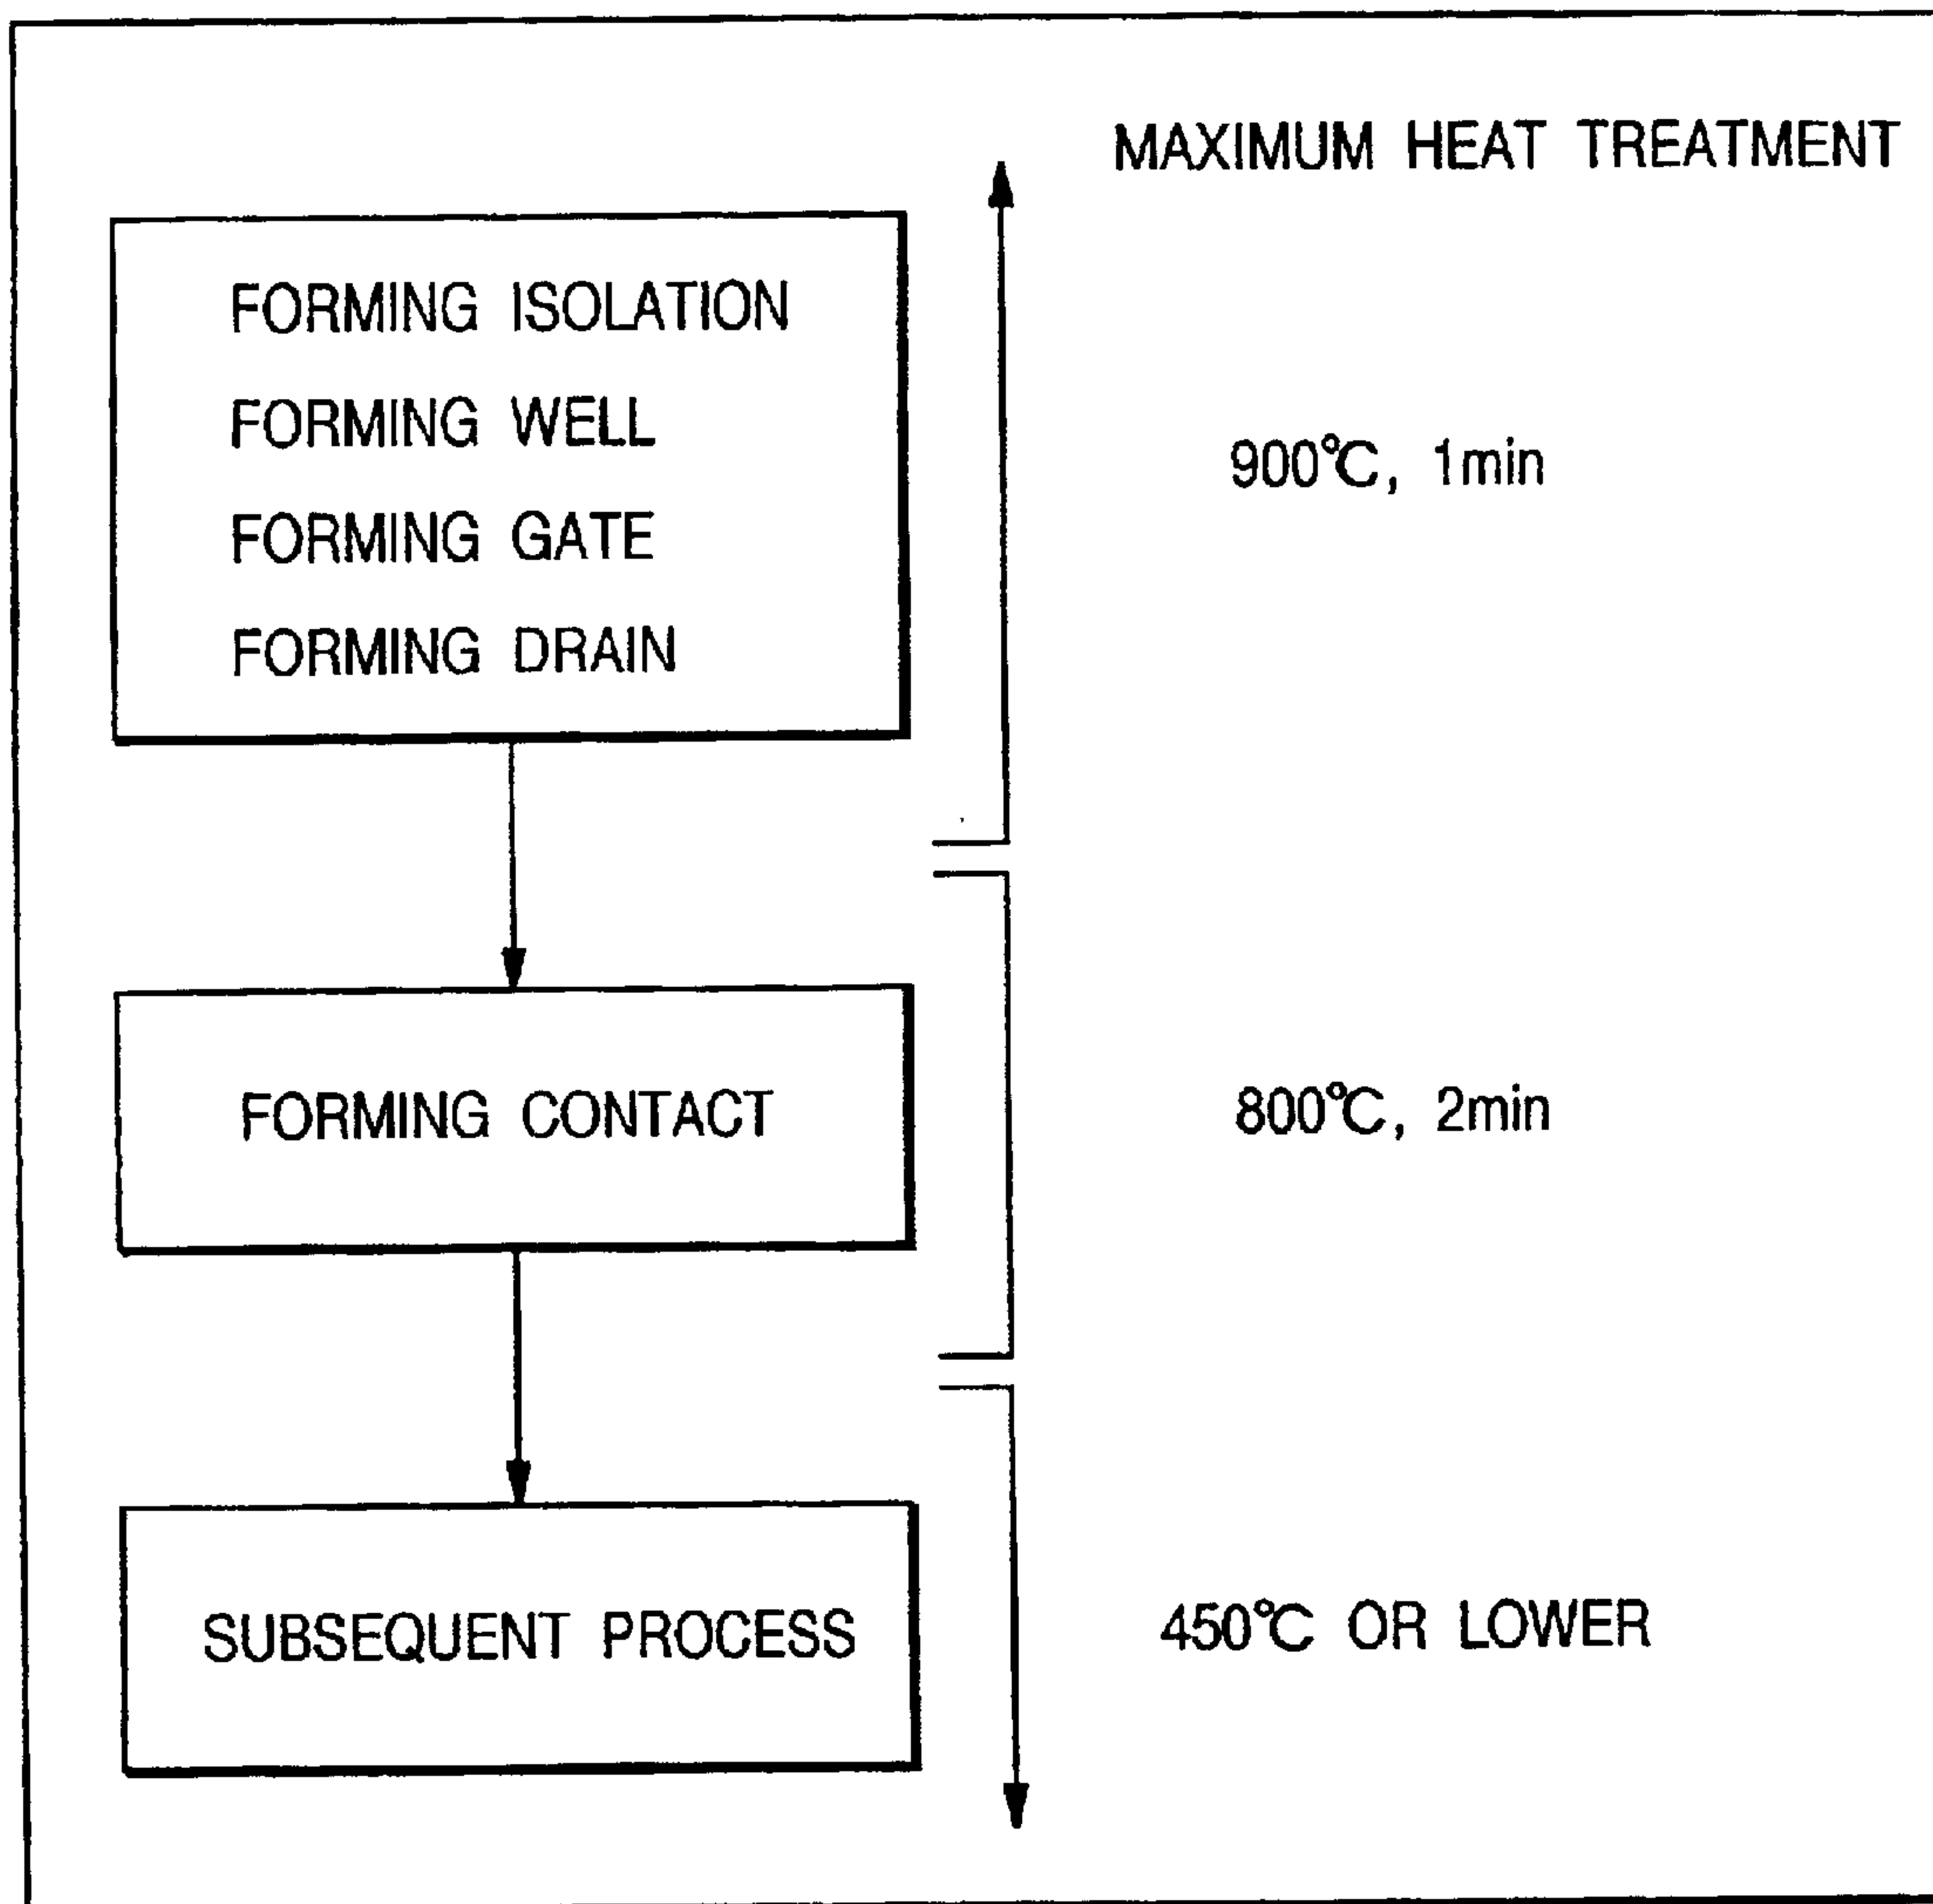 MAXIMUM HEAT TREATMENT
FORMING ISOLATION
FORMING WELL
FORMING GATE
FORMING DRAIN
900℃, 1min
FORMING CONTACT
800℃, 2min
SUBSEQUENT PROCESS
450℃ OR LOWER